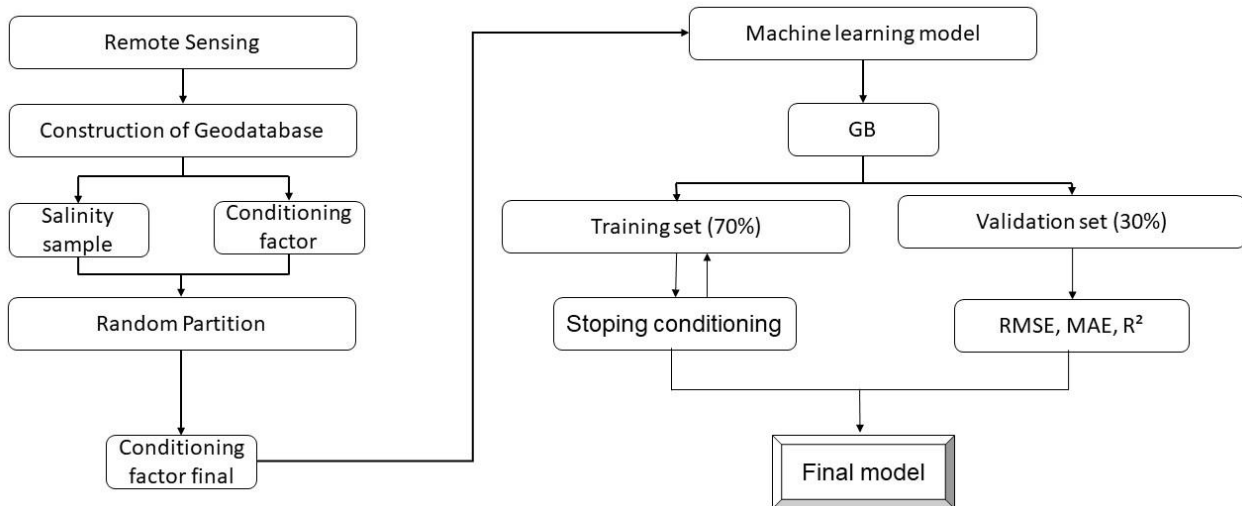 Remote Sensing
Construction of Geodatabase
Salinity
sample
Conditioning
factor
Random Partition
Conditioning
factor final
Machine learning model
GB
Training set (70%)
Validation set (30%)
Stoping conditioning
RMSE, MAE, R²
Final model